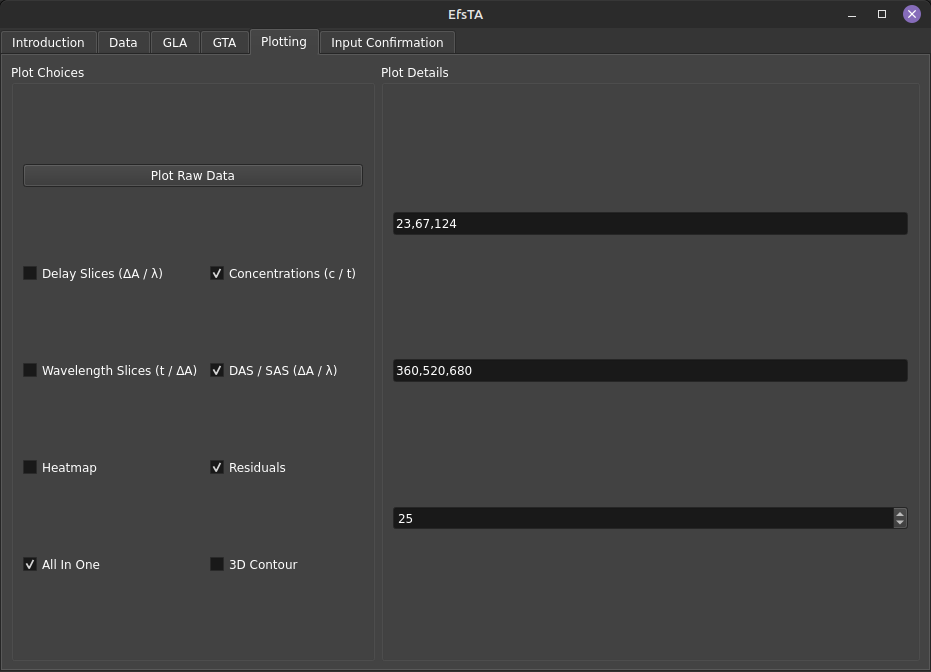 EfsTA
Introduction
Data
GLA
GTA
Plotting
Input Confirmation
Plot Choices
Plot Raw Data
Delay Slices (ΔA / λ)
Concentrations (c / t)
Wavelength Slices (t / ΔA)
DAS / SAS (ΔA / λ)
Heatmap
Residuals
All In One
3D Contour
Plot Details
23,67,124
360,520,680
25